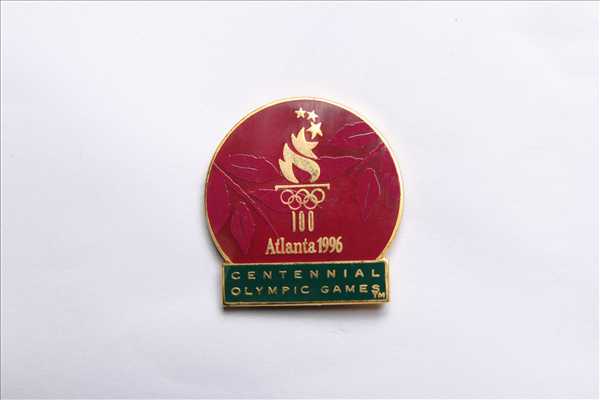 100
Atlanta 1996
CENTENNIAL
OLYMPIC GAMES TM